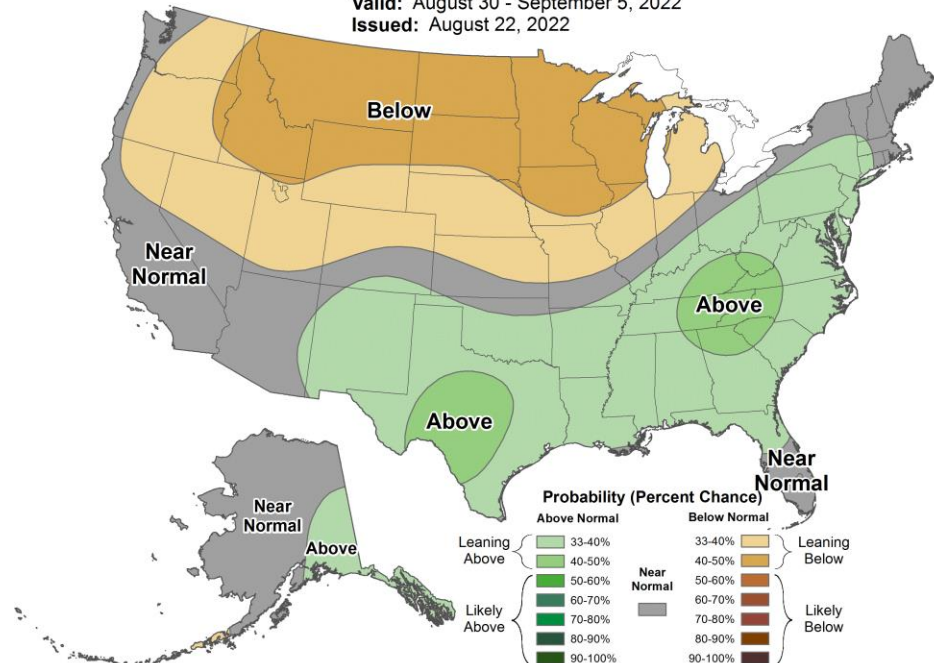 Valid: August 30 - September 5, 2022
Issued: August 22, 2022
Below
Near
Normal
Above
Above
Near
Normal
Near
Normal
Above
Probability (Percent Chance)
Above Normal
Below Normal
Leaning
Above
33-40%
40-50%
Likely
Above
50-60%
60-70%
70-80%
80-90%
90-100%
Near
Normal
33-40%
40-50%
Leaning
Below
50-60%
60-70%
70-80%
80-90%
90-100%
Likely
Below